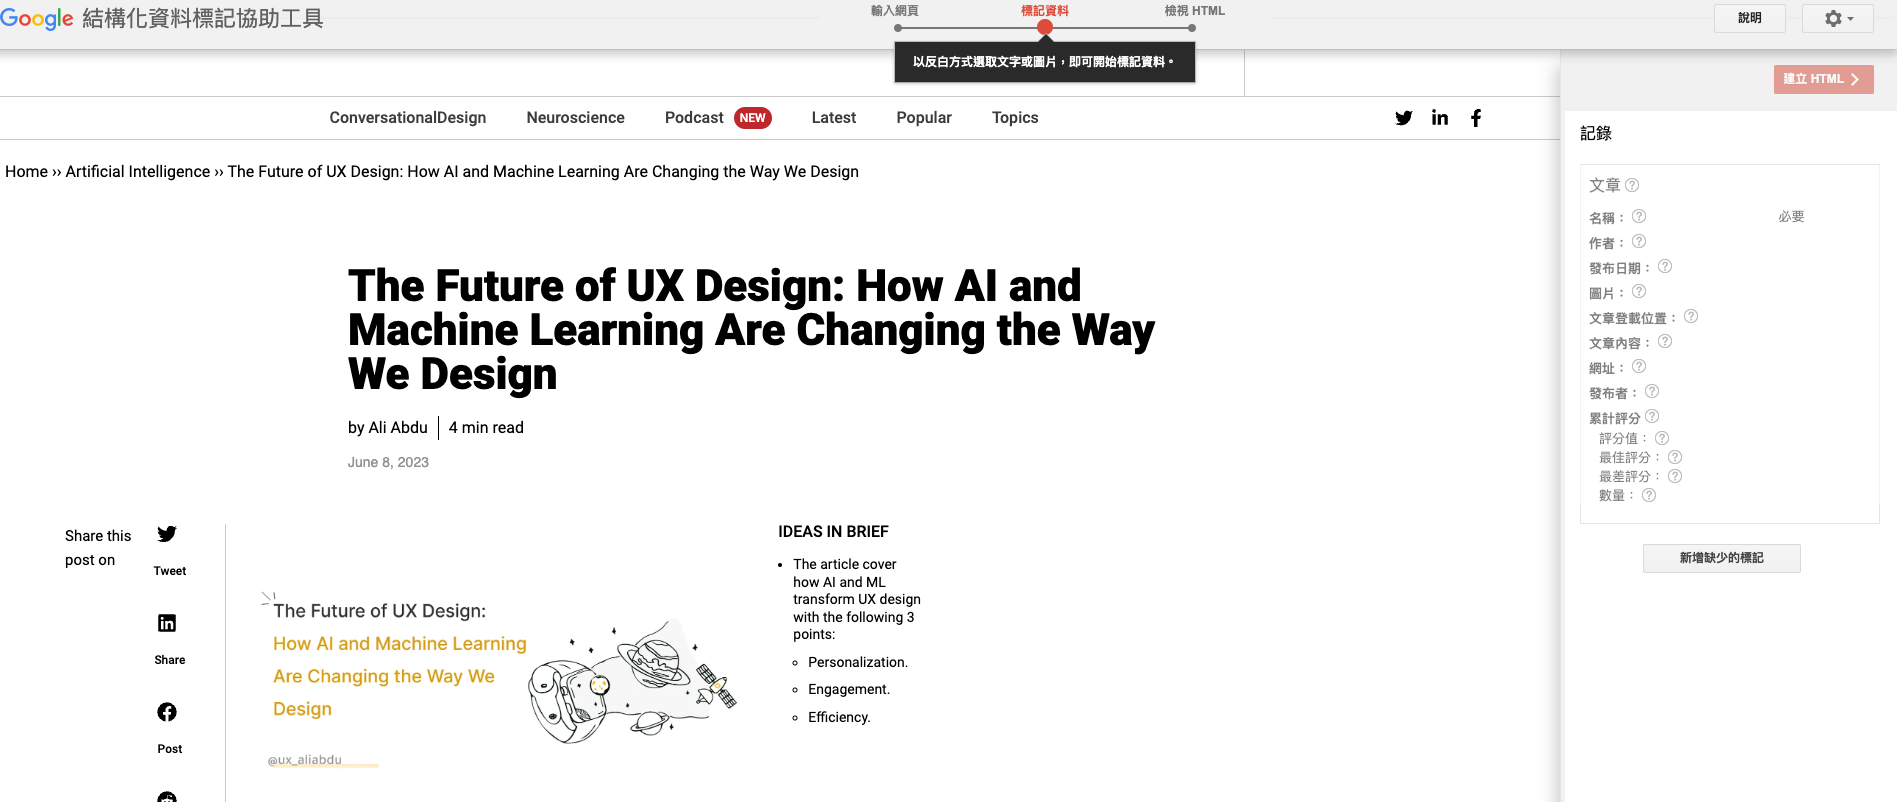 Google 結構化資料標記協助工具
輸入網頁
標記資料
檢視 HTML
說明
以反白方式選取文字或圖片，即可開始標記資料。
建立 HTML
ConversationalDesign
Neuroscience
Podcast NEW
Latest
Popular
Topics
Home ›› Artificial Intelligence ›› The Future of UX Design: How AI and Machine Learning Are Changing the Way We Design
The Future of UX Design: How AI and
Machine Learning Are Changing the Way
We Design
by Ali Abdu
4 min read
June 8, 2023
Share this
post on
Tweet
Share
Post
The Future of UX Design:
How AI and Machine Learning
Are Changing the Way We
Design
@ux_aliabdu
IDEAS IN BRIEF
The article cover
how AI and ML
transform UX design
with the following 3
points:
Personalization.
Engagement.
Efficiency.
記錄
文章
名稱： 必要
作者：
發布日期：
圖片：
文章登載位置：
文章內容：
網址：
發布者：
累計評分
評分值：
最佳評分：
最差評分：
數量：
新增缺少的標記